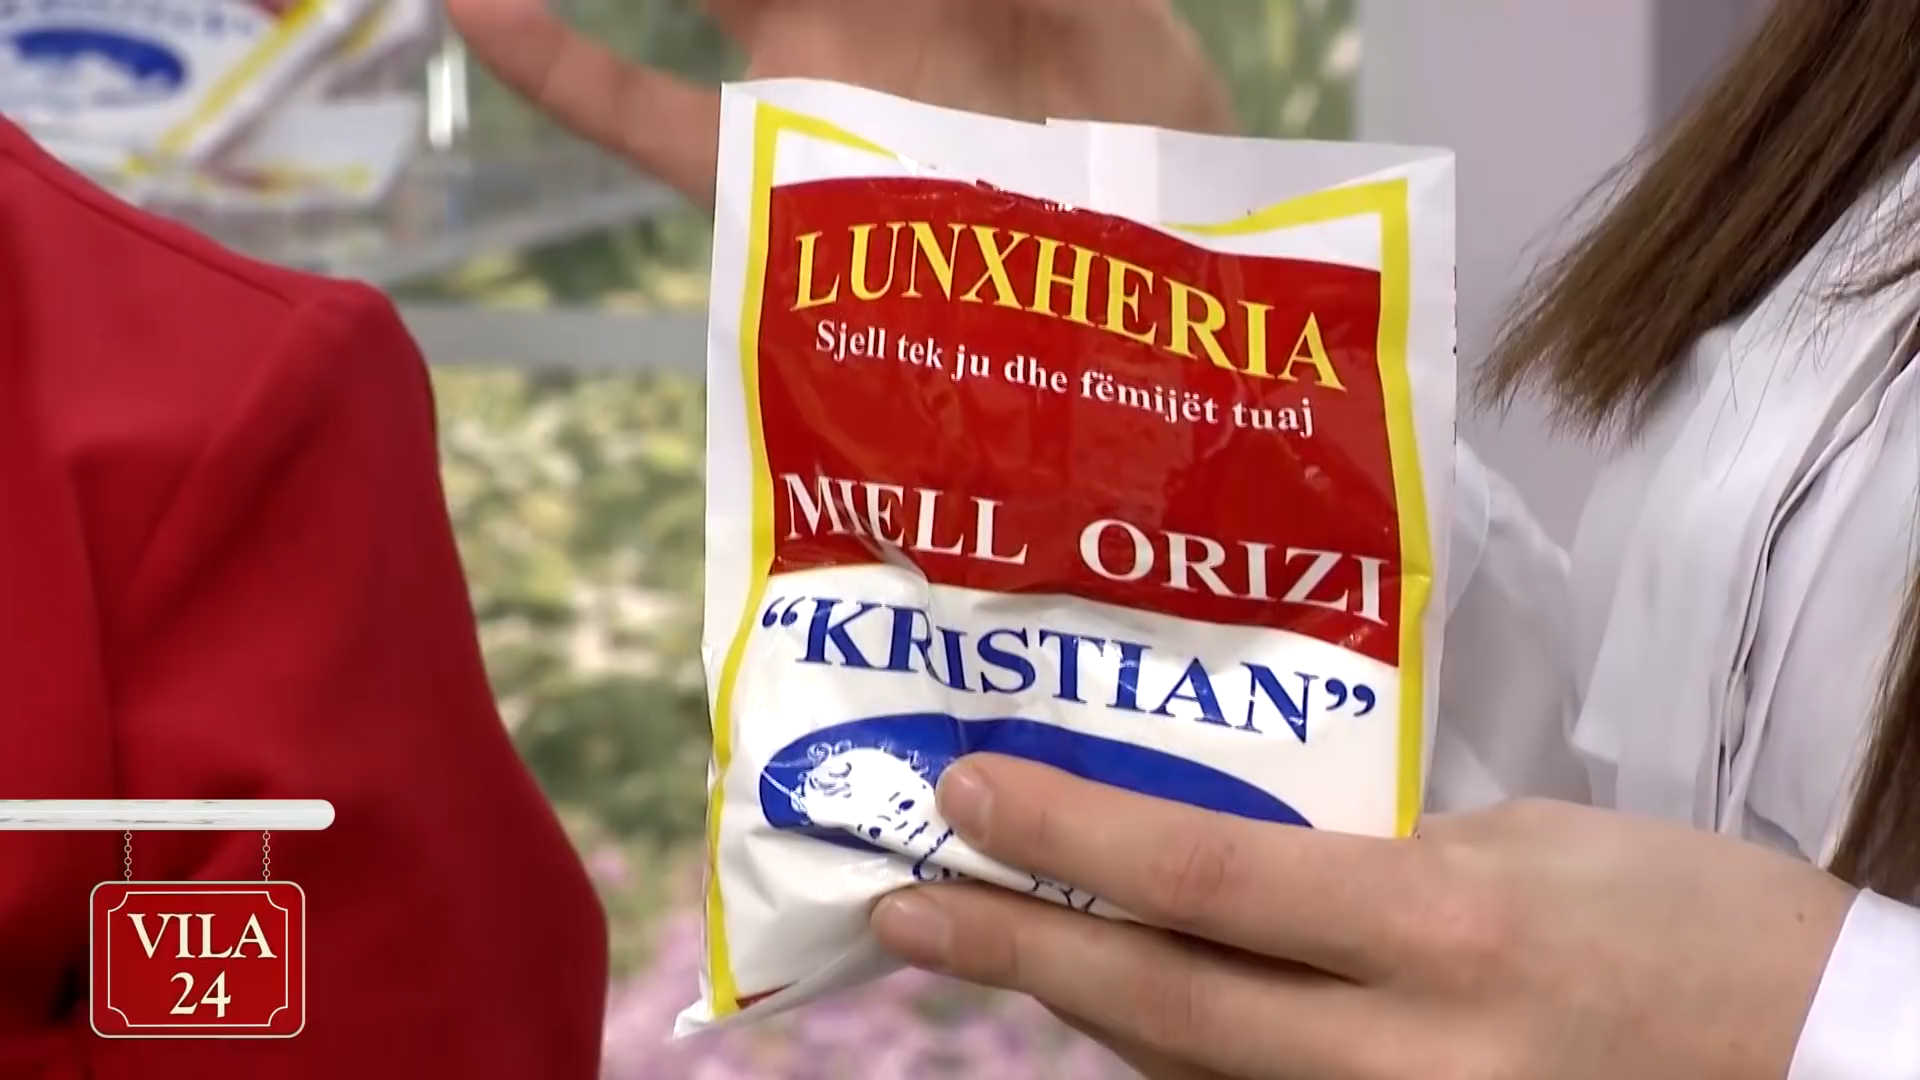 LUNXHERIA
Sjell tek ju dhe fëmijët tuaj
MIELL ORIZI
“KRISTIAN”
VILA
24